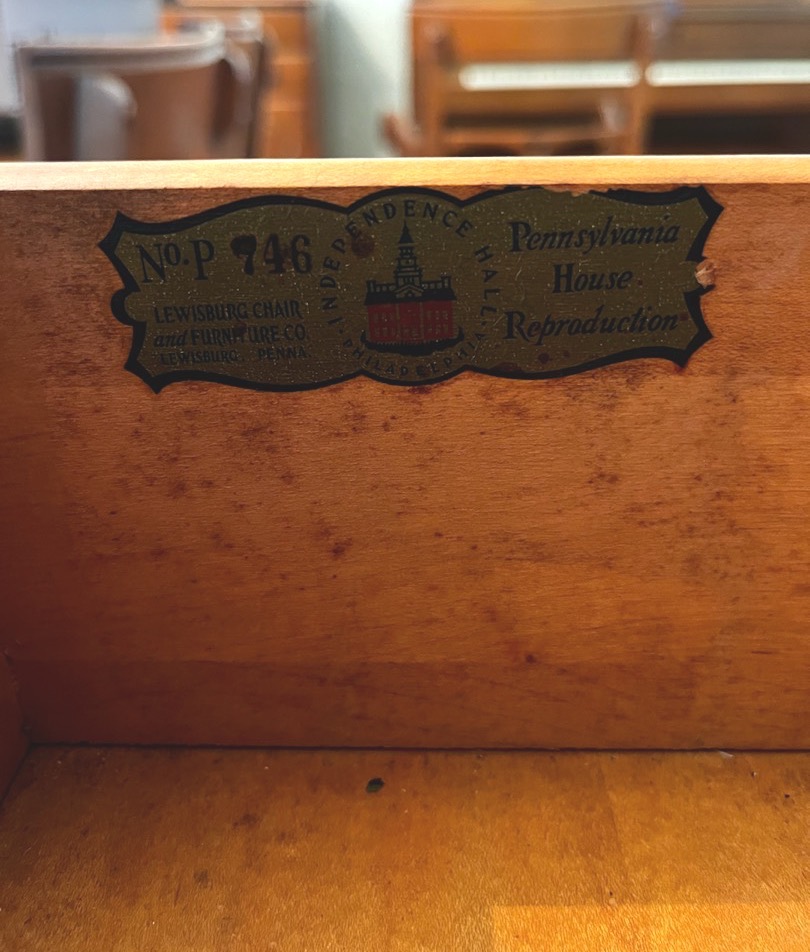 No. P 746
LEWISBURG CHAIR
and FURNITURE CO.
LEWISBURG PENNA.
INDEPENDENCE HALL
· PHILADELPHIA ·
Pennsylvania
House
Reproduction